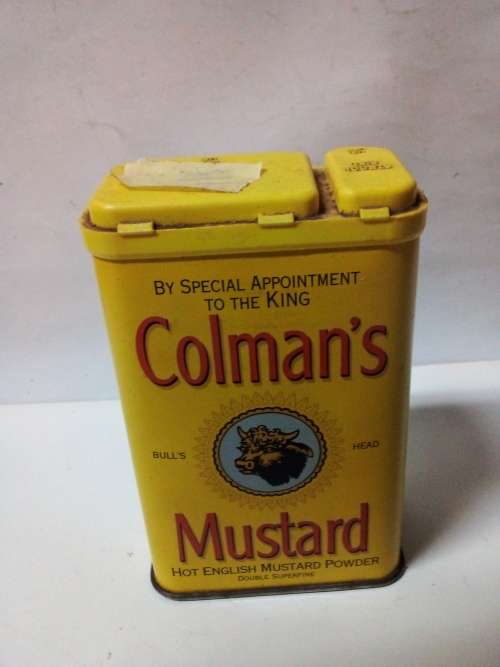 BY SPECIAL APPOINTMENT
TO THE KING
Colman's
BULL'S HEAD
Mustard
HOT ENGLISH MUSTARD POWDER
DOUBLE SUPERFINE